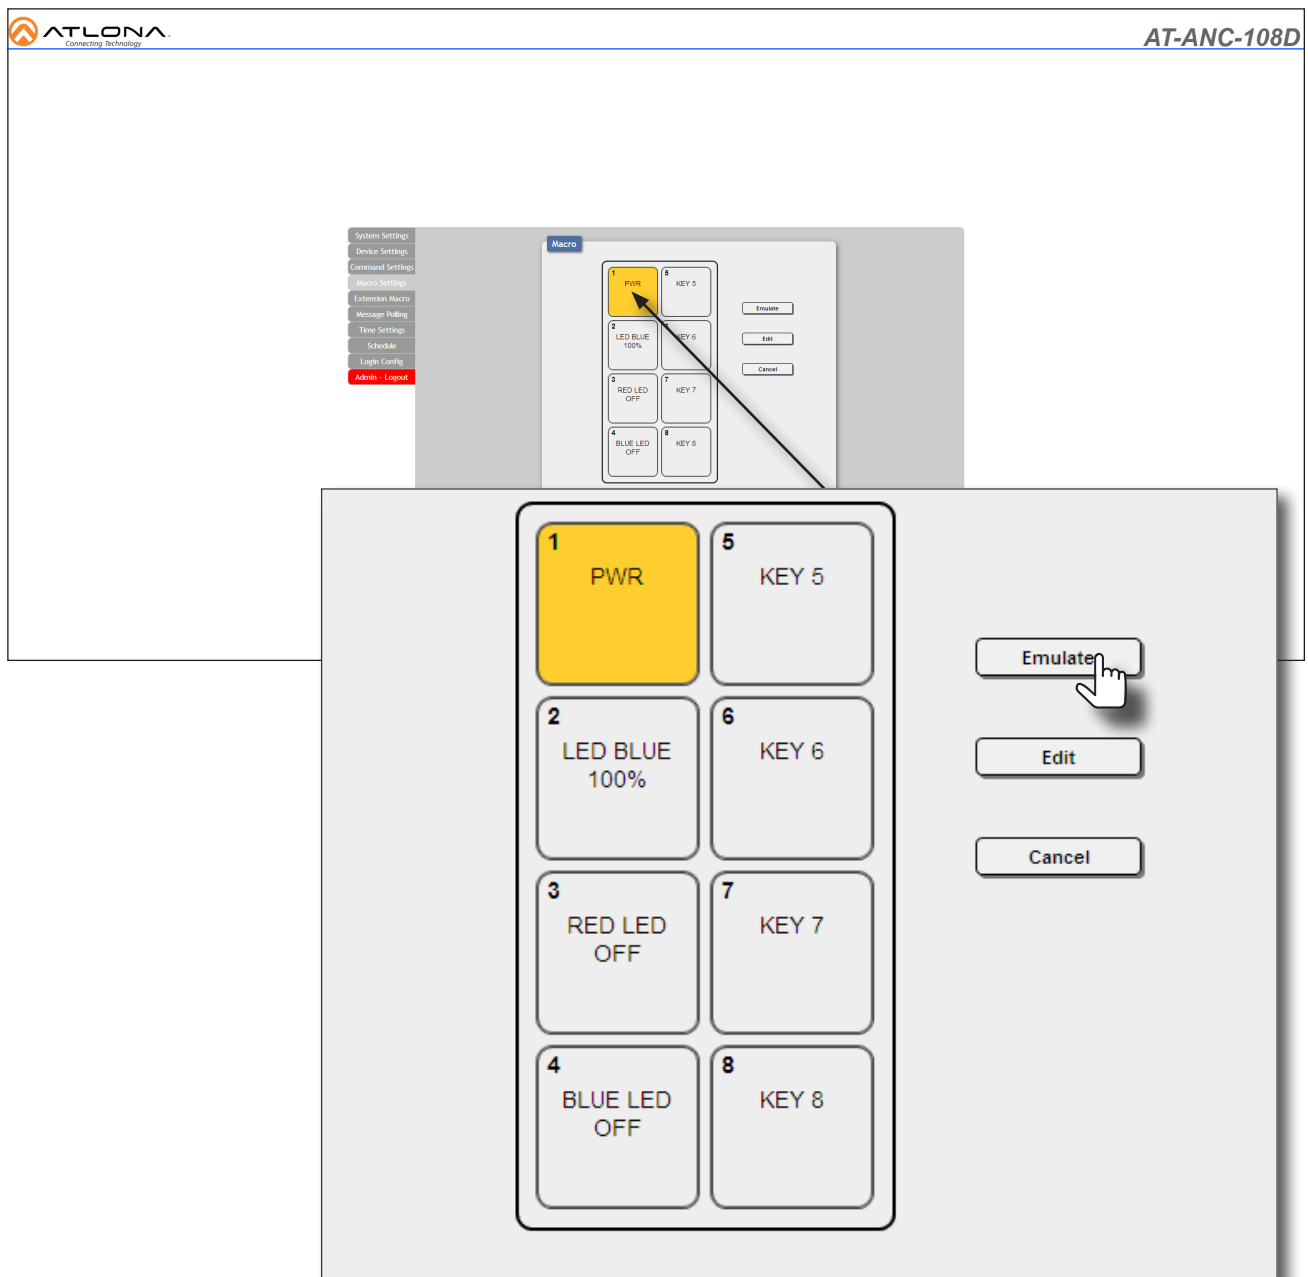 ATLONA.
Connecting Technology
AT-ANC-108D
System Settings
Device Settings
Command Settings
Macro Settings
Extension Macro
Message Polling
Time Settings
Schedule
Login Config
Admin - Logout
Macro
1
PWR
5
KEY 5
2
LED BLUE
100%
KEY 6
3
RED LED
OFF
7
KEY 7
4
BLUE LED
OFF
8
KEY 8
Emulate
Edit
Cancel
1
PWR
5
KEY 5
2
LED BLUE
100%
6
KEY 6
3
RED LED
OFF
7
KEY 7
4
BLUE LED
OFF
8
KEY 8
Emulate
Edit
Cancel